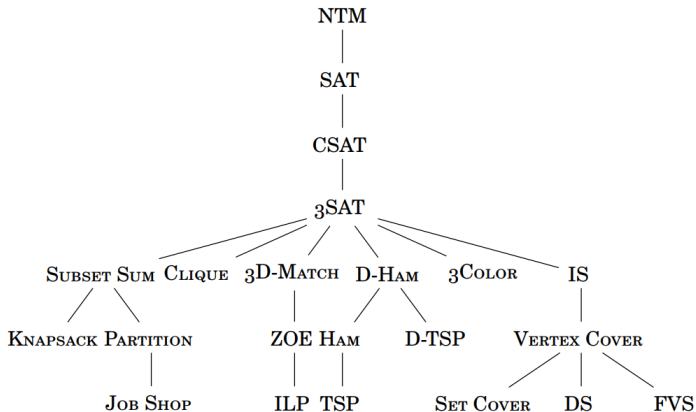 NTM
SAT
CSAT
3SAT
SUBSET SUM CLIQUE 3D-MATCH D-HAM 3COLOR IS
KNAPSACK PARTITION ZOE HAM D-TSP VERTEX COVER
JOB SHOP ILP TSP SET COVER DS FVS